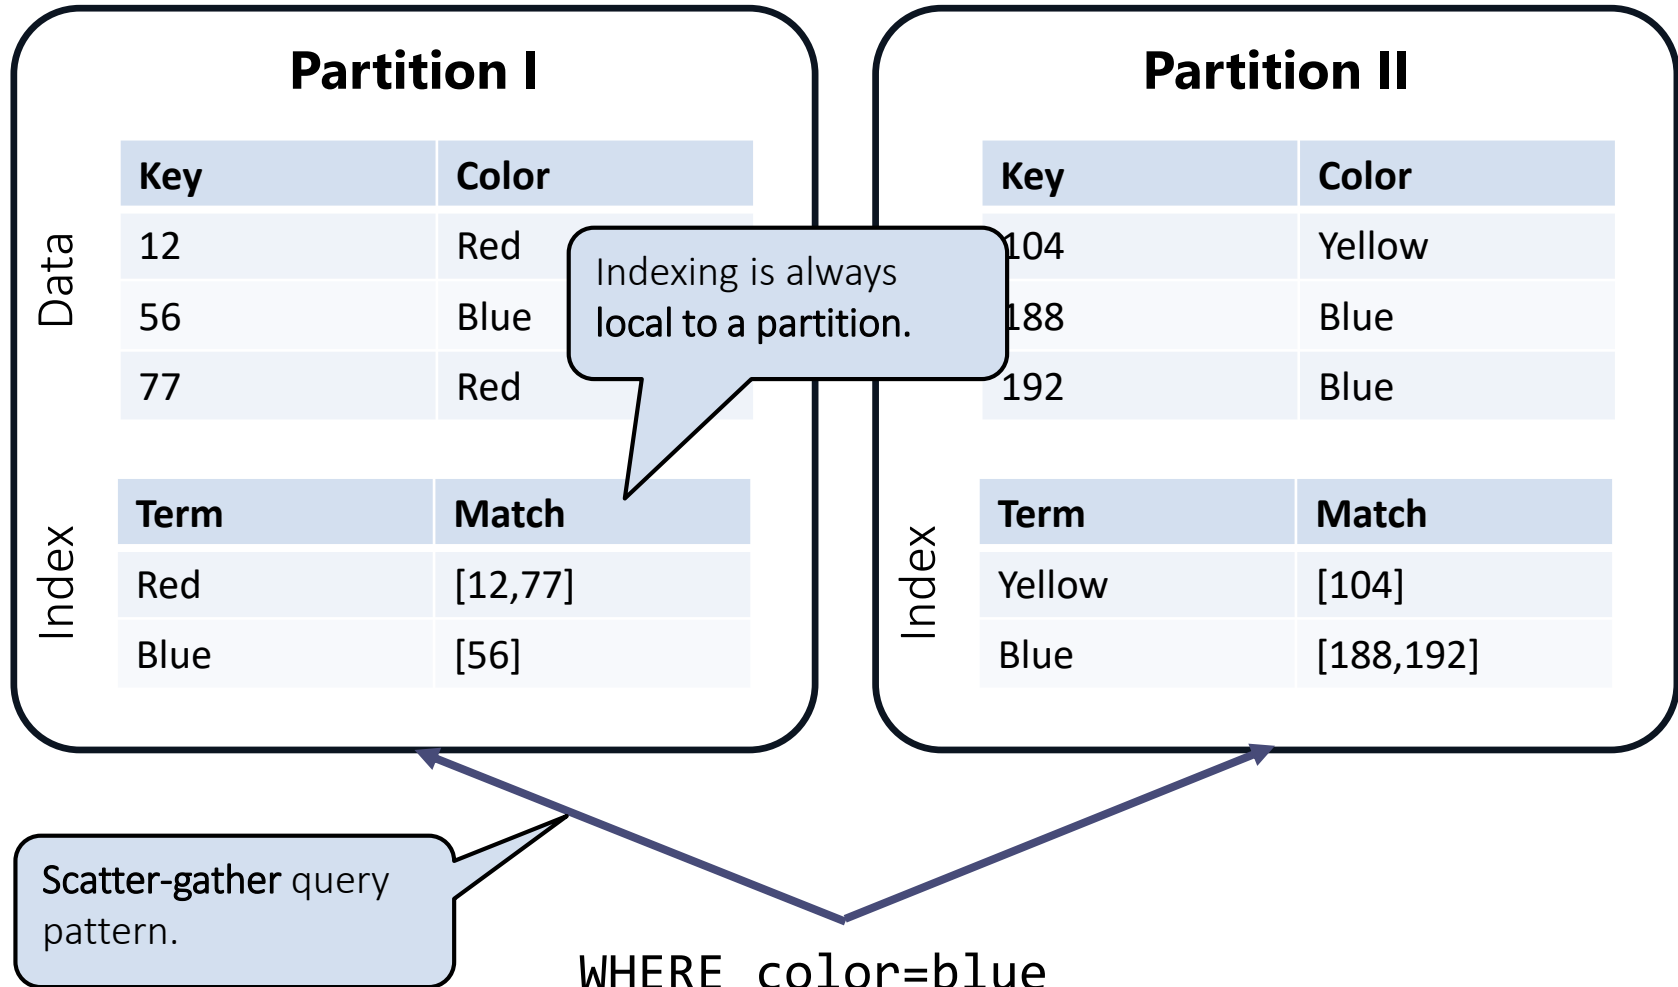 Partition I
Data
Key Color
12 Red
56 Blue
77 Red
Index
Term Match
Red [12,77]
Blue [56]
Indexing is always
local to a partition.
Partition II
Key Color
104 Yellow
188 Blue
192 Blue
Index
Term Match
Yellow [104]
Blue [188,192]
Scatter-gather query
pattern.
WHERE color=blue